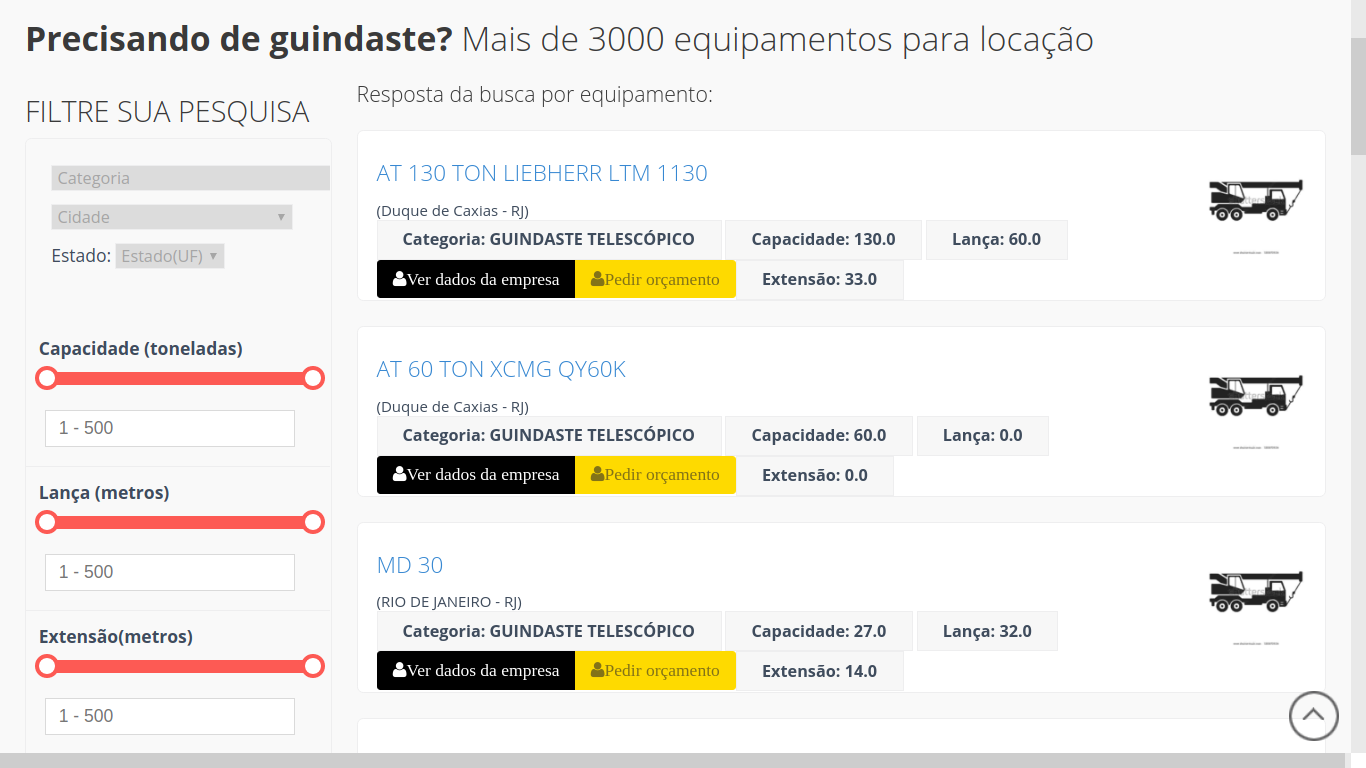 Precisando de guindaste? Mais de 3000 equipamentos para locação
FILTRE SUA PESQUISA
Categoria
Cidade
Estado: Estado(UF)
Capacidade (toneladas)
1 - 500
Lança (metros)
1 - 500
Extensão(metros)
1 - 500
Resposta da busca por equipamento:
AT 130 TON LIEBHERR LTM 1130
(Duque de Caxias - RJ)
Categoria: GUINDASTE TELESCÓPICO Capacidade: 130.0 Lança: 60.0
Ver dados da empresa Pedir orçamento Extensão: 33.0
AT 60 TON XCMG QY60K
(Duque de Caxias - RJ)
Categoria: GUINDASTE TELESCÓPICO Capacidade: 60.0 Lança: 0.0
Ver dados da empresa Pedir orçamento Extensão: 0.0
MD 30
(RIO DE JANEIRO - RJ)
Categoria: GUINDASTE TELESCÓPICO Capacidade: 27.0 Lança: 32.0
Ver dados da empresa Pedir orçamento Extensão: 14.0